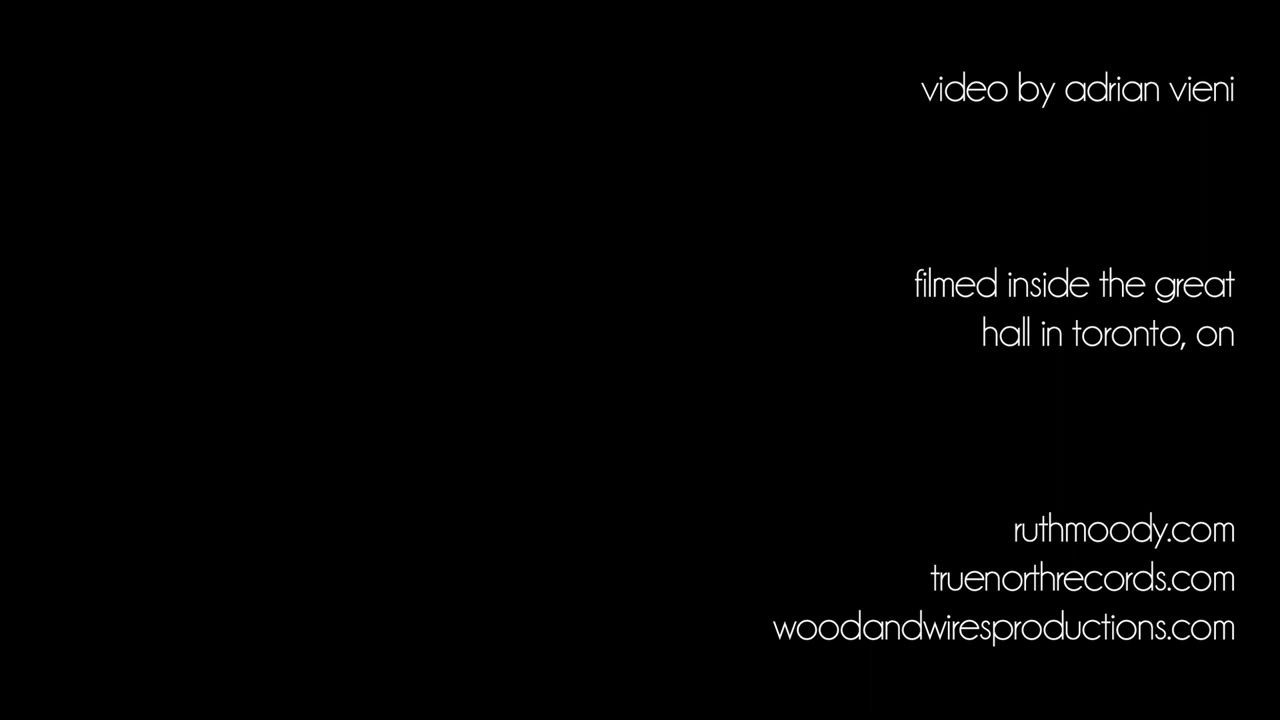 video by adrian vieni
filmed inside the great
hall in toronto, on
ruthmoody.com
truenorthrecords.com
woodandwiresproductions.com